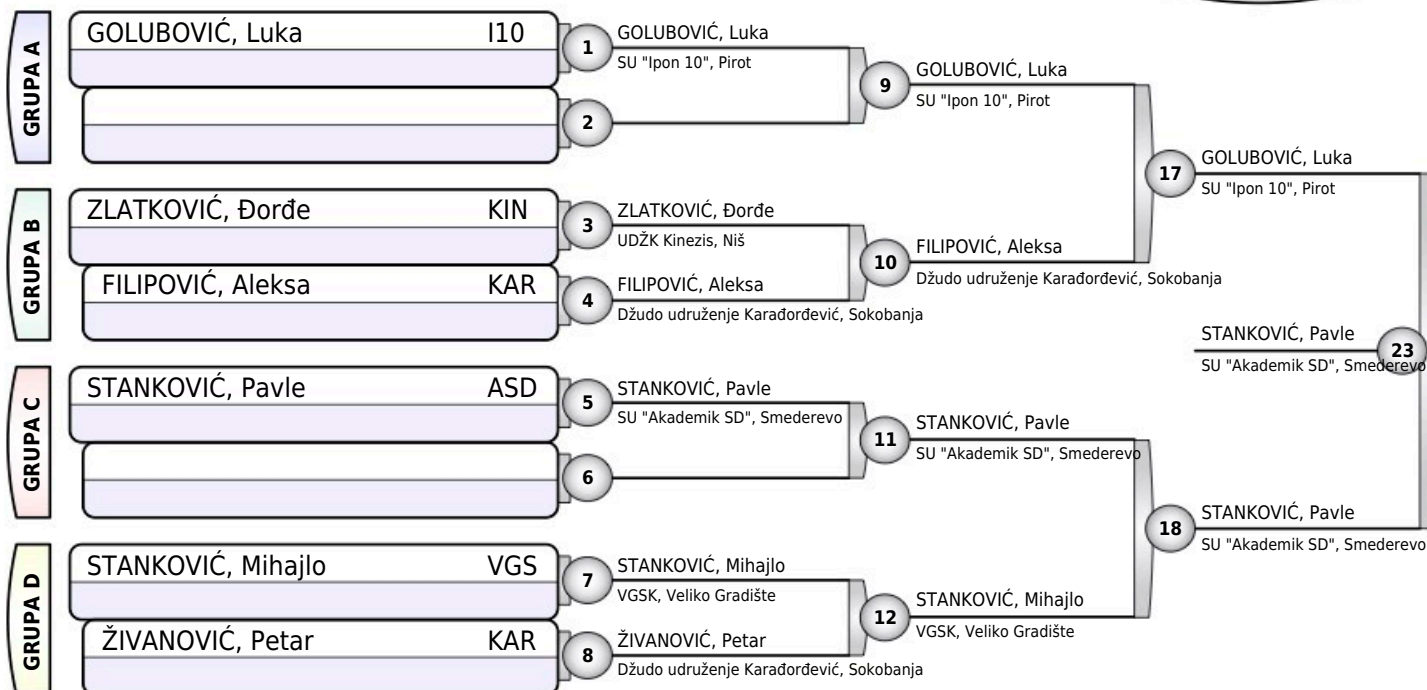 GRUPA A
GOLUBOVIĆ, Luka I10
1
2
GRUPA B
ZLATKOVIĆ, Đorđe KIN
FILIPOVIĆ, Aleksa KAR
3
4
GRUPA C
STANKOVIĆ, Pavle ASD
5
6
GRUPA D
STANKOVIĆ, Mihajlo VGS
ŽIVANOVIĆ, Petar KAR
7
8
GOLUBOVIĆ, Luka
SU "Ipon 10", Pirot
ZLATKOVIĆ, Đorđe
UDŽK Kinezis, Niš
FILIPOVIĆ, Aleksa
Džudo udruženje Karađorđević, Sokobanja
STANKOVIĆ, Pavle
SU "Akademik SD", Smederevo
STANKOVIĆ, Mihajlo
VGSK, Veliko Gradište
ŽIVANOVIĆ, Petar
Džudo udruženje Karađorđević, Sokobanja
9
GOLUBOVIĆ, Luka
SU "Ipon 10", Pirot
10
FILIPOVIĆ, Aleksa
Džudo udruženje Karađorđević, Sokobanja
11
STANKOVIĆ, Pavle
SU "Akademik SD", Smederevo
12
STANKOVIĆ, Mihajlo
VGSK, Veliko Gradište
17
GOLUBOVIĆ, Luka
SU "Ipon 10", Pirot
18
STANKOVIĆ, Pavle
SU "Akademik SD", Smederevo
STANKOVIĆ, Pavle
SU "Akademik SD", Smederevo
23